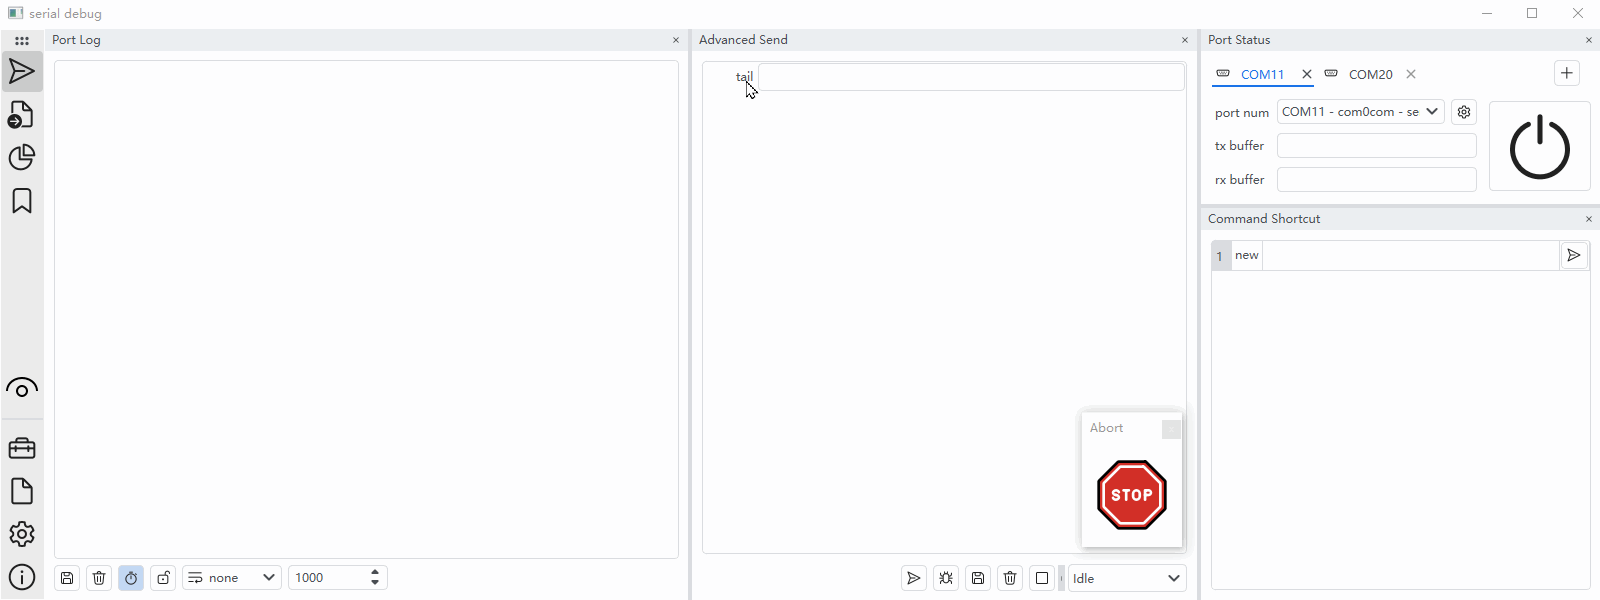 serial debug
Port Log
none
1000
Advanced Send
tail
Abort
STOP
Idle
Port Status
COM11
COM20
port num
COM11 - com0com - se
tx buffer
rx buffer
Command Shortcut
1
new